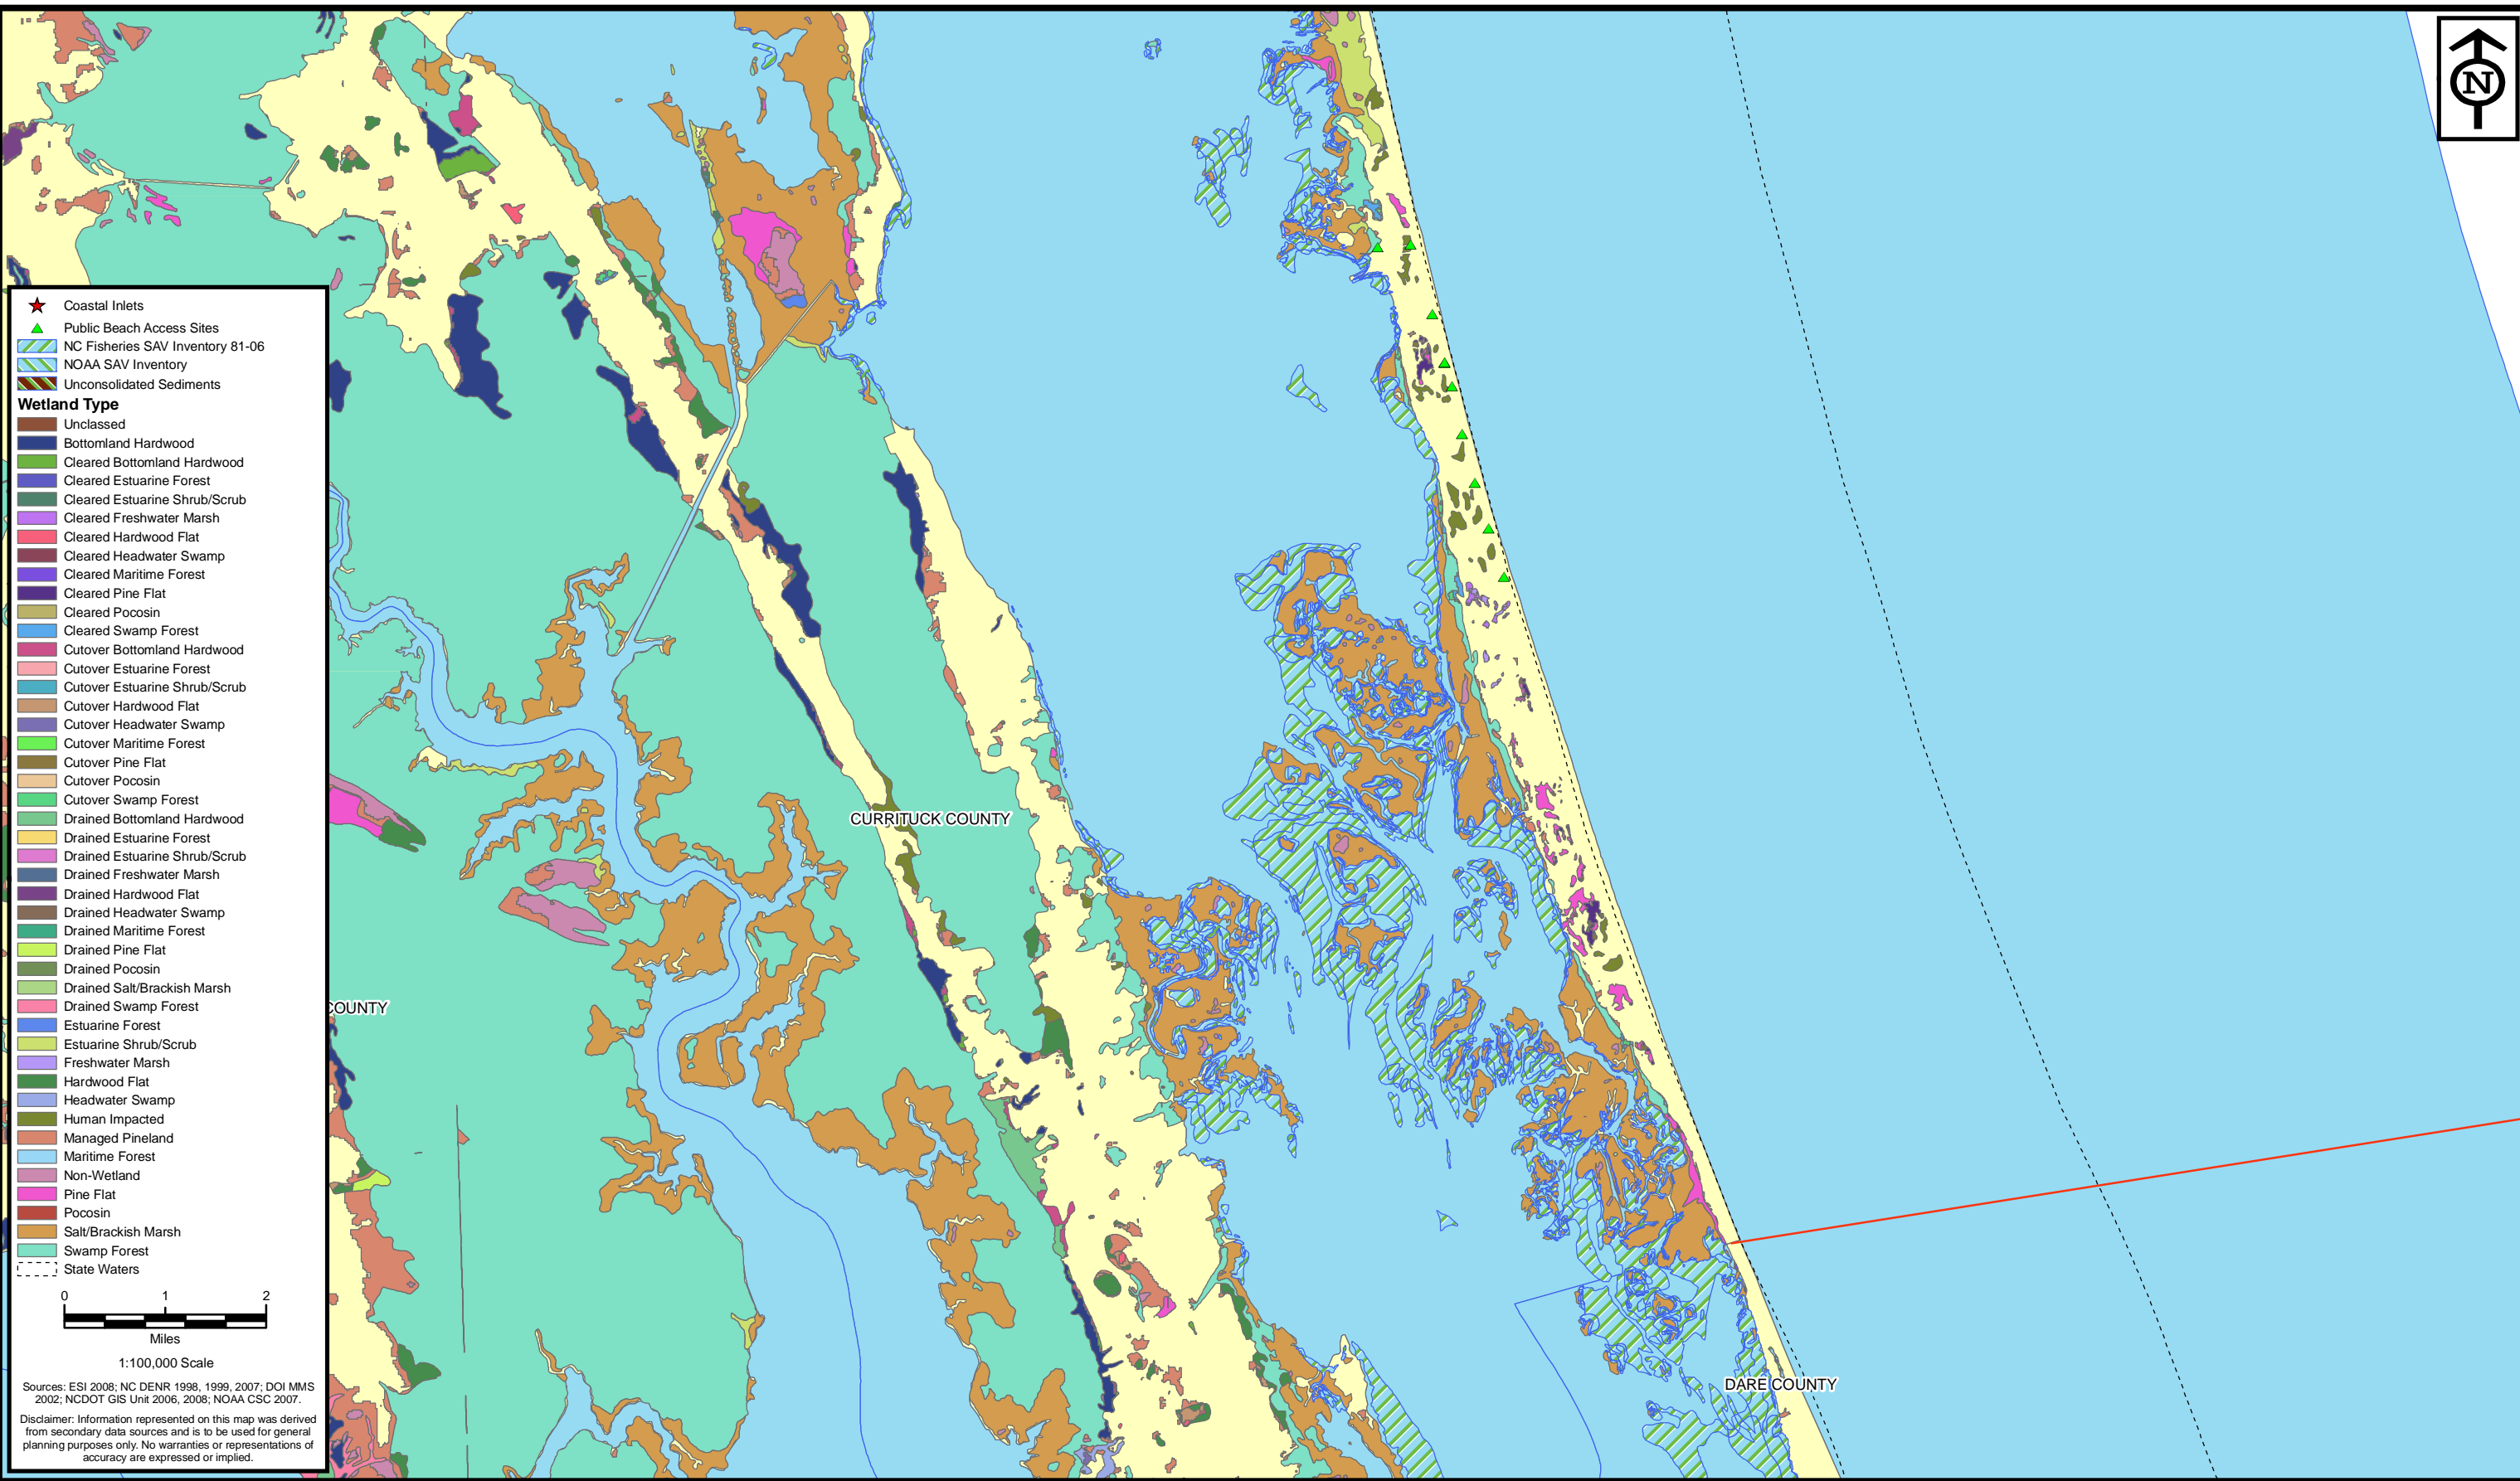 N
Coastal Inlets
Public Beach Access Sites
NC Fisheries SAV Inventory 81-06
NOAA SAV Inventory
Unconsolidated Sediments
Wetland Type
Unclassed
Bottomland Hardwood
Cleared Bottomland Hardwood
Cleared Estuarine Forest
Cleared Estuarine Shrub/Scrub
Cleared Freshwater Marsh
Cleared Hardwood Flat
Cleared Headwater Swamp
Cleared Maritime Forest
Cleared Pine Flat
Cleared Pocosin
Cleared Swamp Forest
Cutover Bottomland Hardwood
Cutover Estuarine Forest
Cutover Estuarine Shrub/Scrub
Cutover Hardwood Flat
Cutover Headwater Swamp
Cutover Maritime Forest
Cutover Pine Flat
Cutover Pocosin
Cutover Swamp Forest
Drained Bottomland Hardwood
Drained Estuarine Forest
Drained Estuarine Shrub/Scrub
Drained Freshwater Marsh
Drained Hardwood Flat
Drained Headwater Swamp
Drained Maritime Forest
Drained Pine Flat
Drained Pocosin
Drained Salt/Brackish Marsh
Drained Swamp Forest
Estuarine Forest
Estuarine Shrub/Scrub
Freshwater Marsh
Hardwood Flat
Headwater Swamp
Human Impacted
Managed Pineland
Maritime Forest
Non-Wetland
Pine Flat
Pocosin
Salt/Brackish Marsh
Swamp Forest
State Waters
0 1 2
Miles
1:100,000 Scale
Sources: ESI 2008; NC DENR 1998, 1999, 2007; DOI MMS
2002; NCDOT GIS Unit 2006, 2008; NOAA CSC 2007.
Disclaimer: Information represented on this map was derived
from secondary data sources and is to be used for general
planning purposes only. No warranties or representations of
accuracy are expressed or implied.
CURRITUCK COUNTY
COUNTY
DARE COUNTY